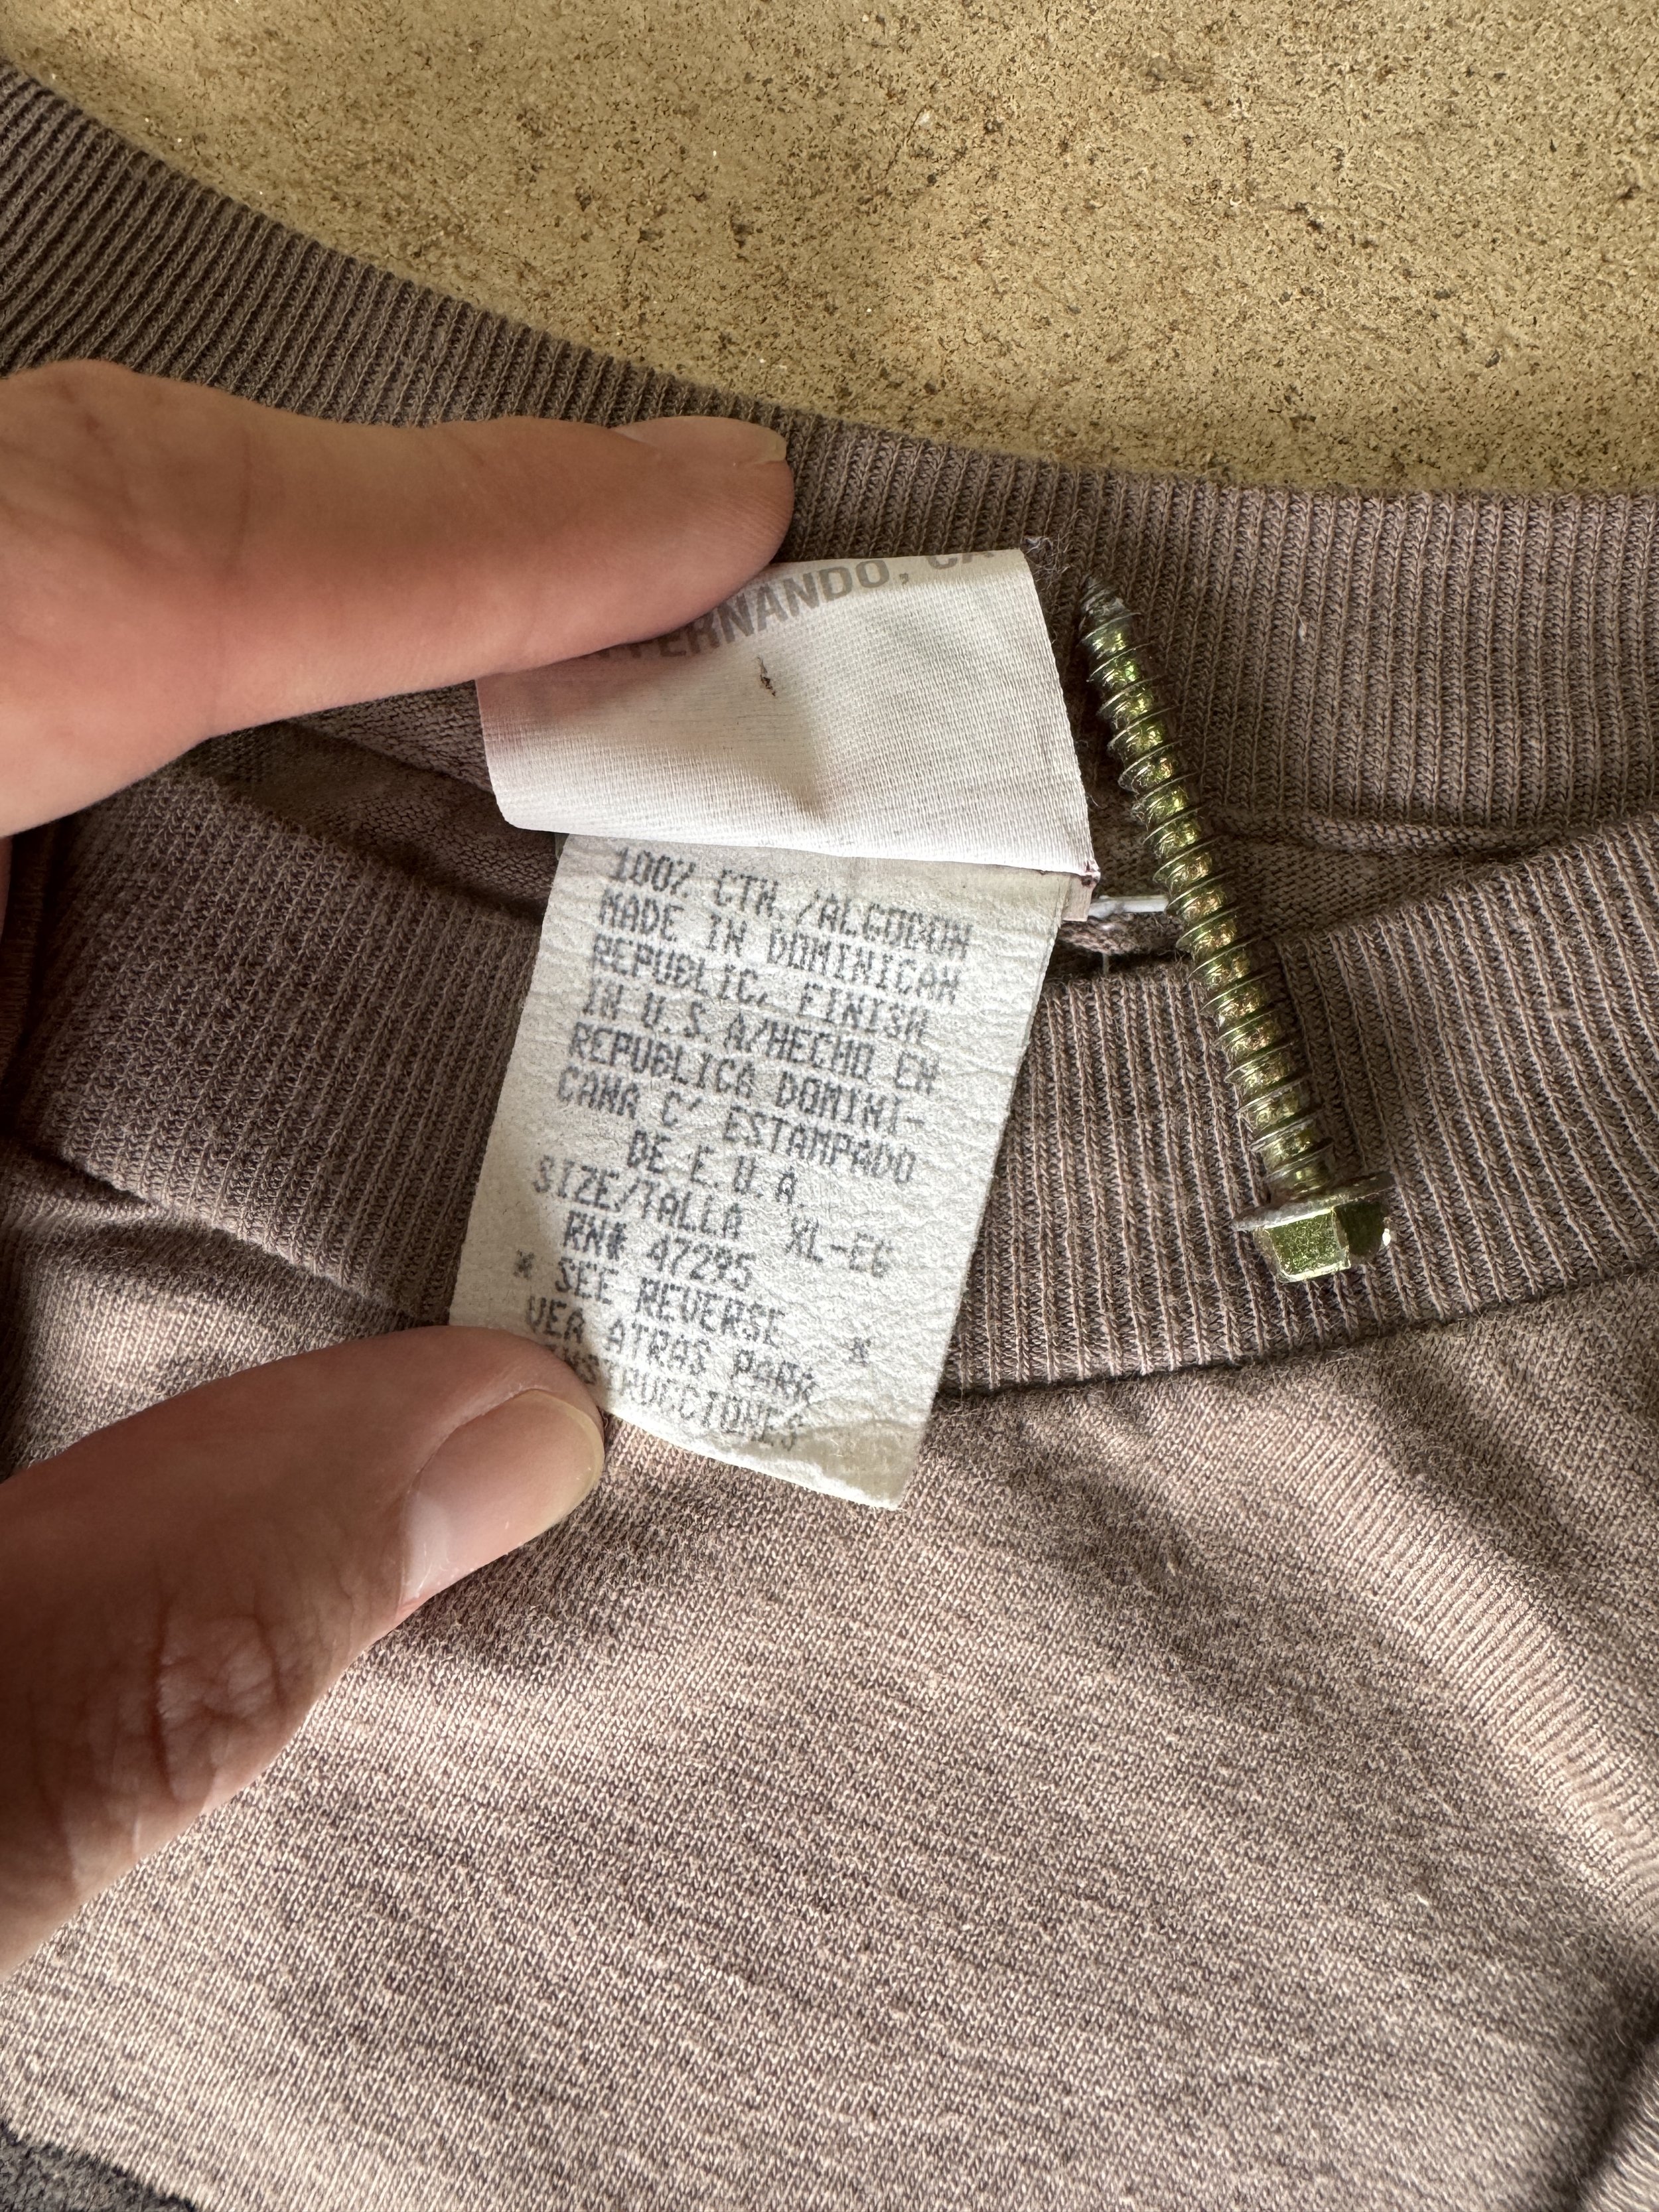 ERNANDO, CA
100% CTN./ALGODON
MADE IN DOMINICAN
REPUBLIC, FINISH
IN U.S.A/HECHO EN
REPUBLICA DOMINI-
CANA C/ ESTAMPADO
DE E.U.A.
SIZE/TALLA XL-EG
RN# 47295
* SEE REVERSE *
VER ATRAS PARA
INSTRUCCIONES